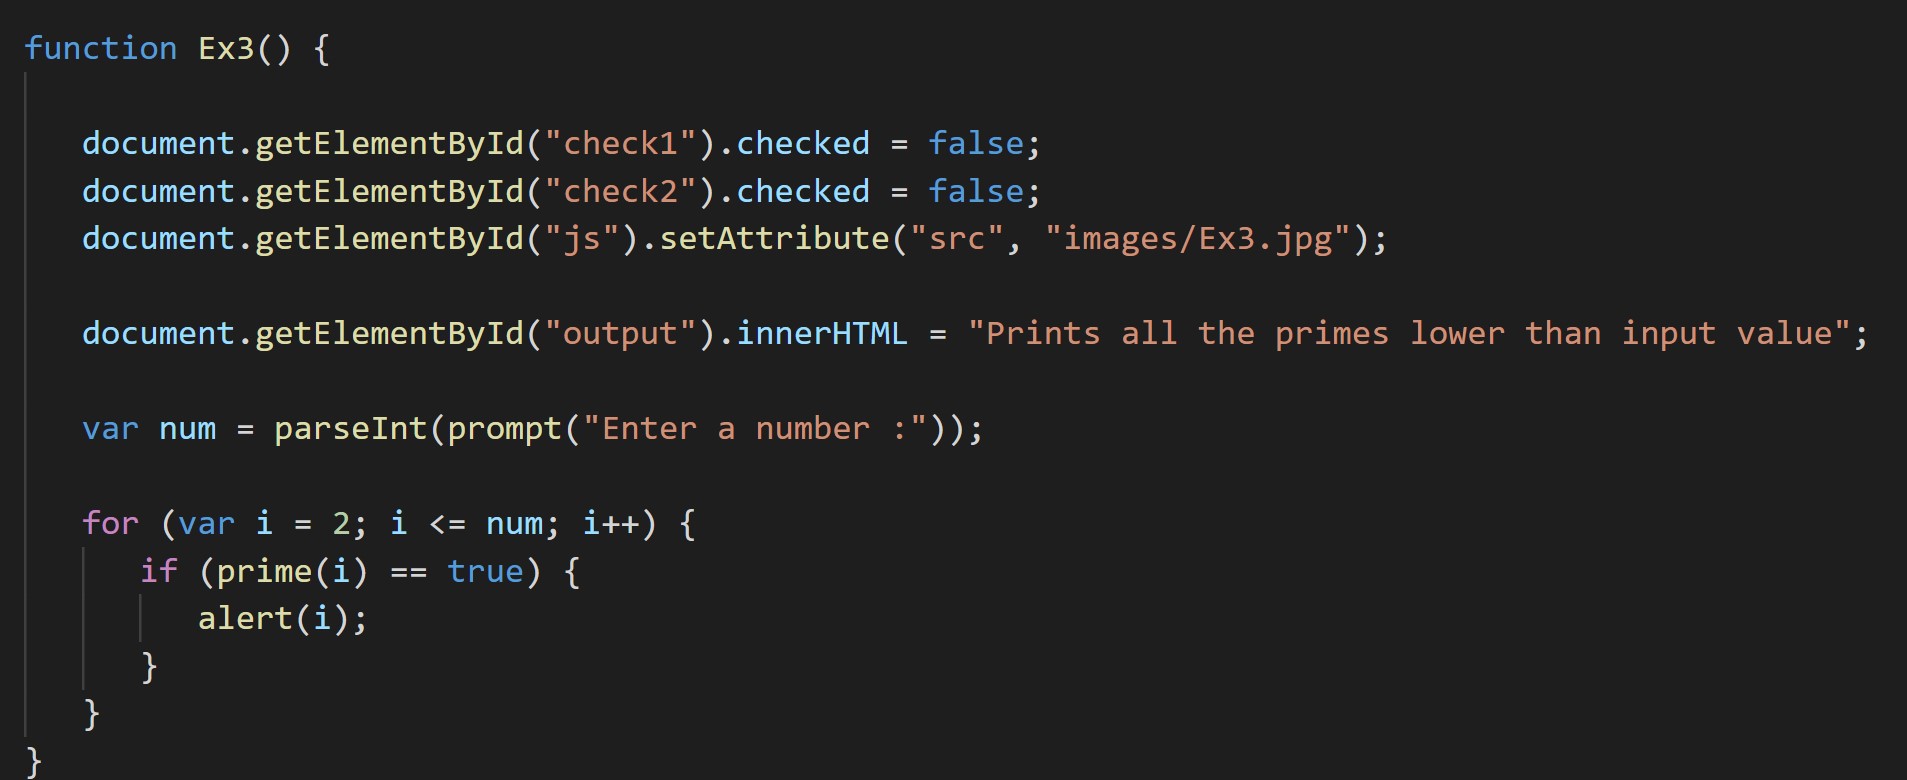 function Ex3() {
document.getElementById("check1").checked = false;
document.getElementById("check2").checked = false;
document.getElementById("js").setAttribute("src", "images/Ex3.jpg");
document.getElementById("output").innerHTML = "Prints all the primes lower than input value";
var num = parseInt(prompt("Enter a number :"));
for (var i = 2; i <= num; i++) {
if (prime(i) == true) {
alert(i);
}
}
}